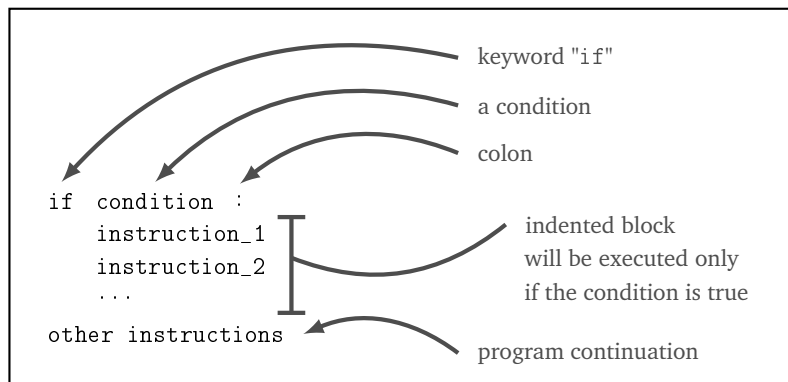 keyword "if"
a condition
colon
if condition :
instruction_1
instruction_2
...
other instructions
indented block
will be executed only
if the condition is true
program continuation